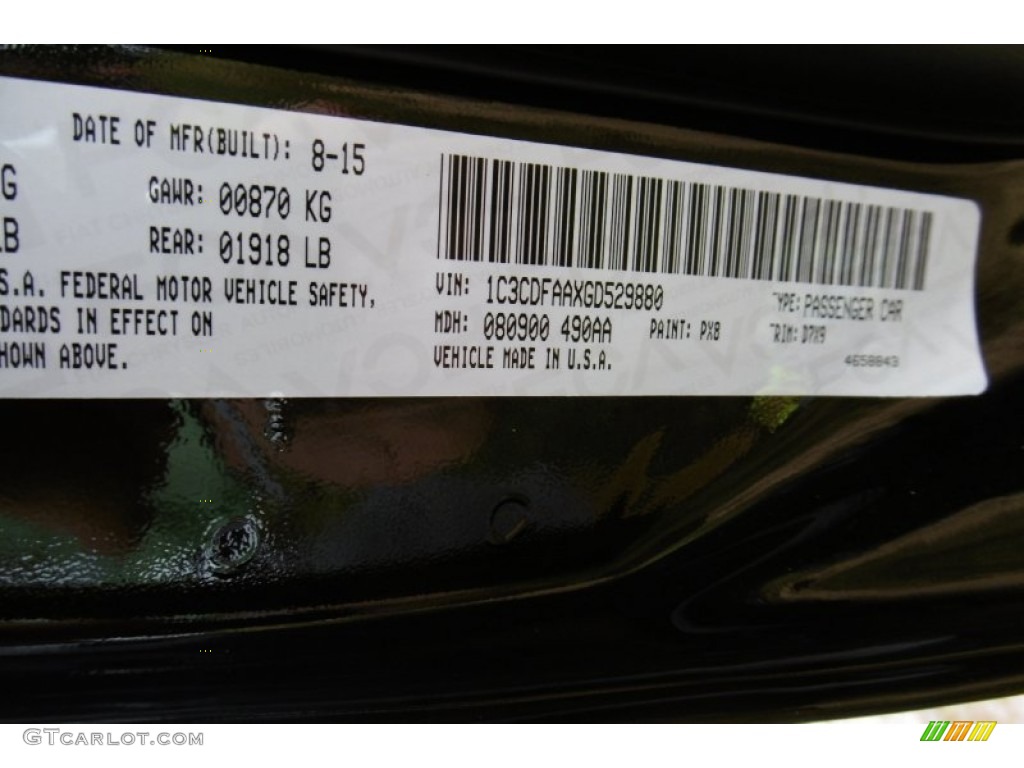 DATE OF MFR(BUILT): 8-15
G GAWR: 00870 KG
LB REAR: 01918 LB
S.A. FEDERAL MOTOR VEHICLE SAFETY,
DARDS IN EFFECT ON
HOWN ABOVE.
VIN: 1C3CDFAAXGD529880
TYPE: PASSENGER CAR
MDH: 080900 490AA PAINT: PX8
TRIM: D7X9
VEHICLE MADE IN U.S.A.
4658843
GTcarlot.com